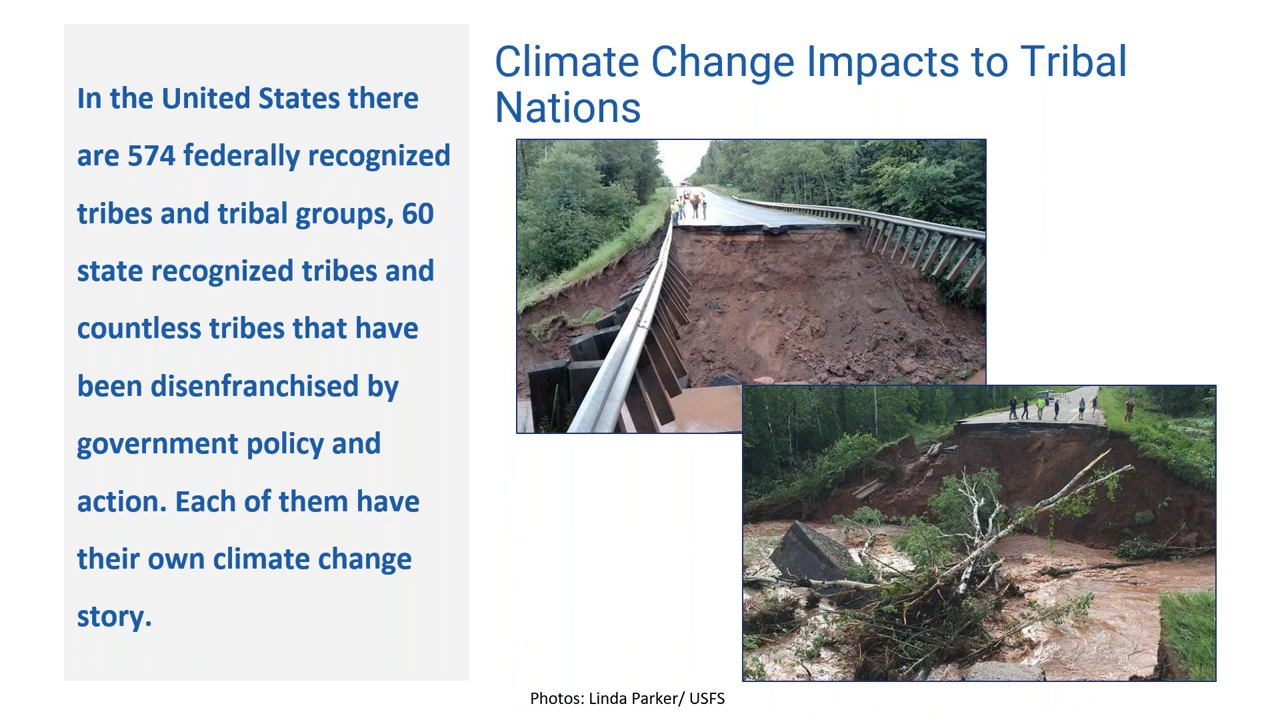 Climate Change Impacts to Tribal
Nations
In the United States there
are 574 federally recognized
tribes and tribal groups, 60
state recognized tribes and
countless tribes that have
been disenfranchised by
government policy and
action. Each of them have
their own climate change
story.
Photos: Linda Parker/ USFS